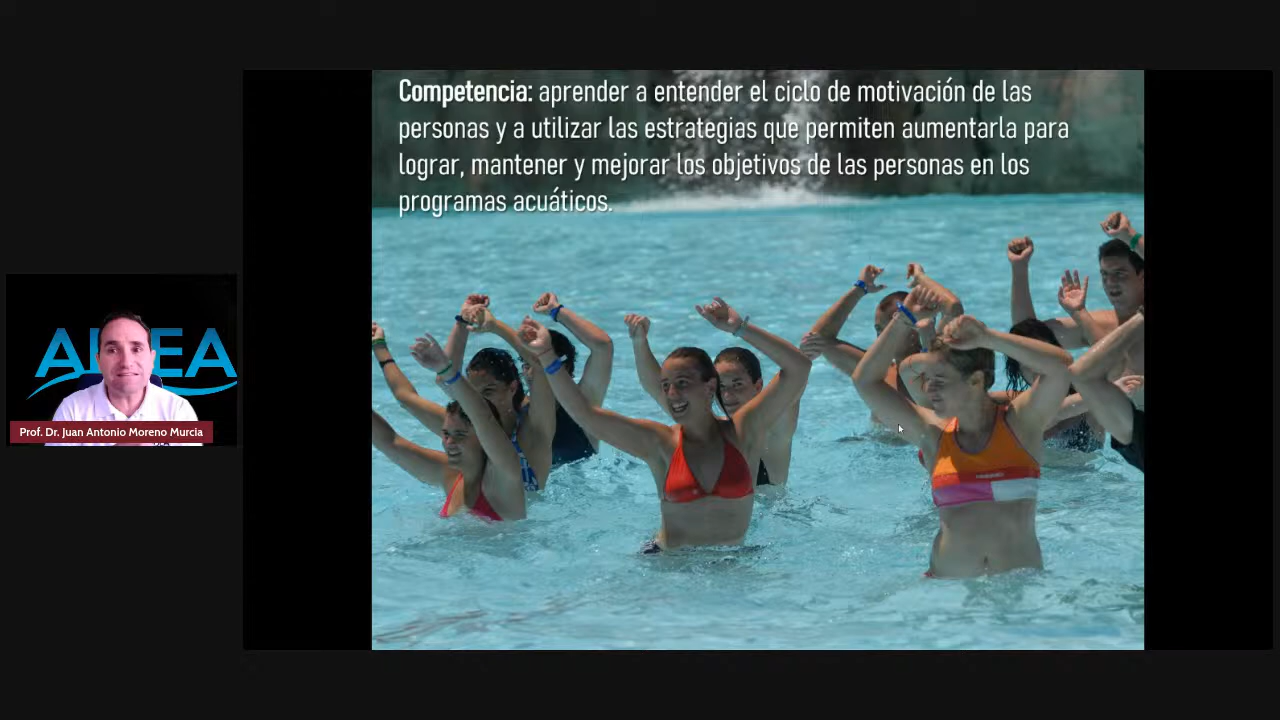 Competencia: aprender a entender el ciclo de motivación de las
personas y a utilizar las estrategias que permiten aumentarla para
lograr, mantener y mejorar los objetivos de las personas en los
programas acuáticos.
Prof. Dr. Juan Antonio Moreno Murcia